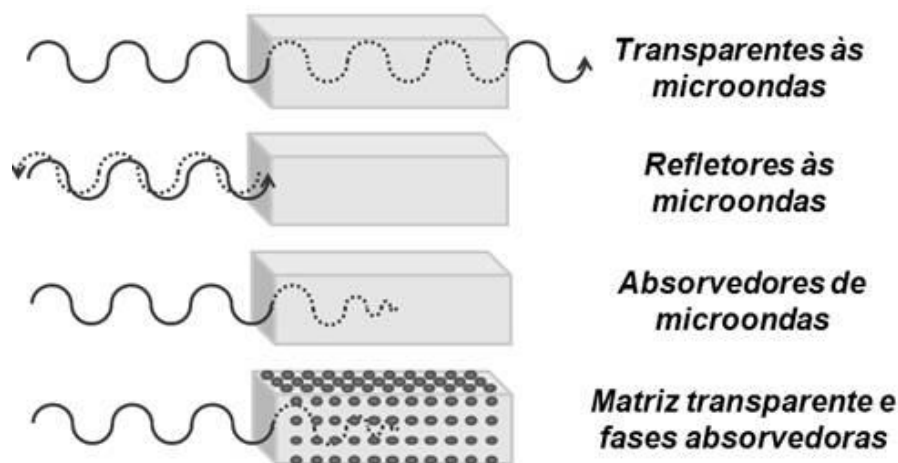 Transparentes às
microondas
Refletores às
microondas
Absorvedores de
microondas
Matriz transparente e
fases absorvedoras